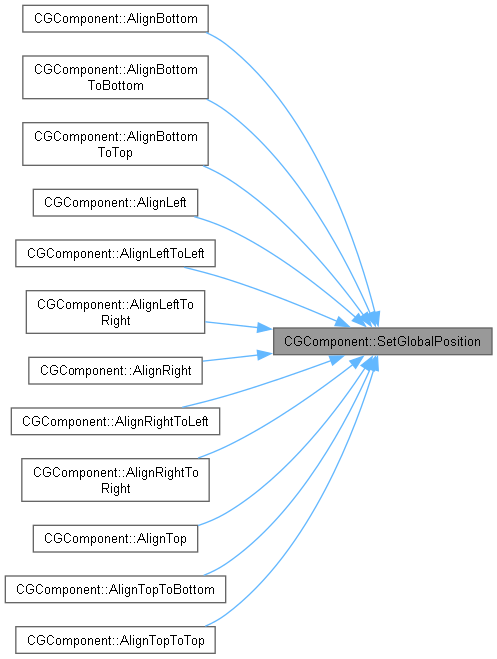 CGComponent::AlignBottom
CGComponent::AlignBottom
ToBottom
CGComponent::AlignBottom
ToTop
CGComponent::AlignLeft
CGComponent::AlignLeftToLeft
CGComponent::AlignLeftTo
Right
CGComponent::SetGlobalPosition
CGComponent::AlignRight
CGComponent::AlignRightToLeft
CGComponent::AlignRightTo
Right
CGComponent::AlignTop
CGComponent::AlignTopToBottom
CGComponent::AlignTopToTop